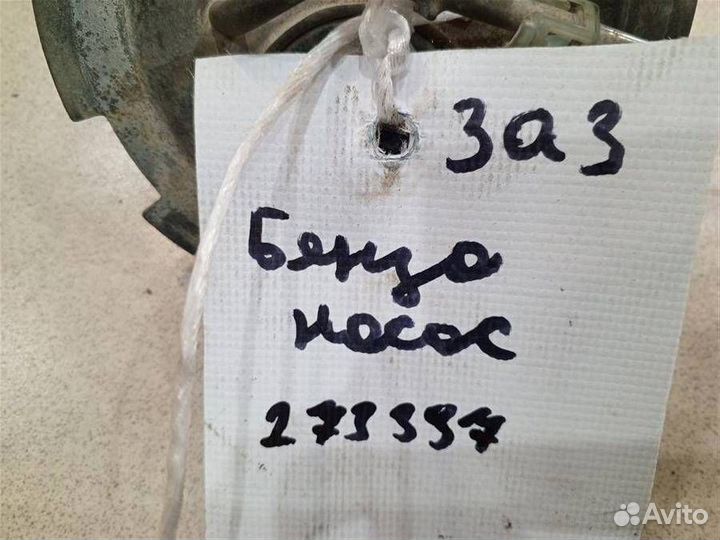 ЗАЗ
Бензо
насос
273397
Avito